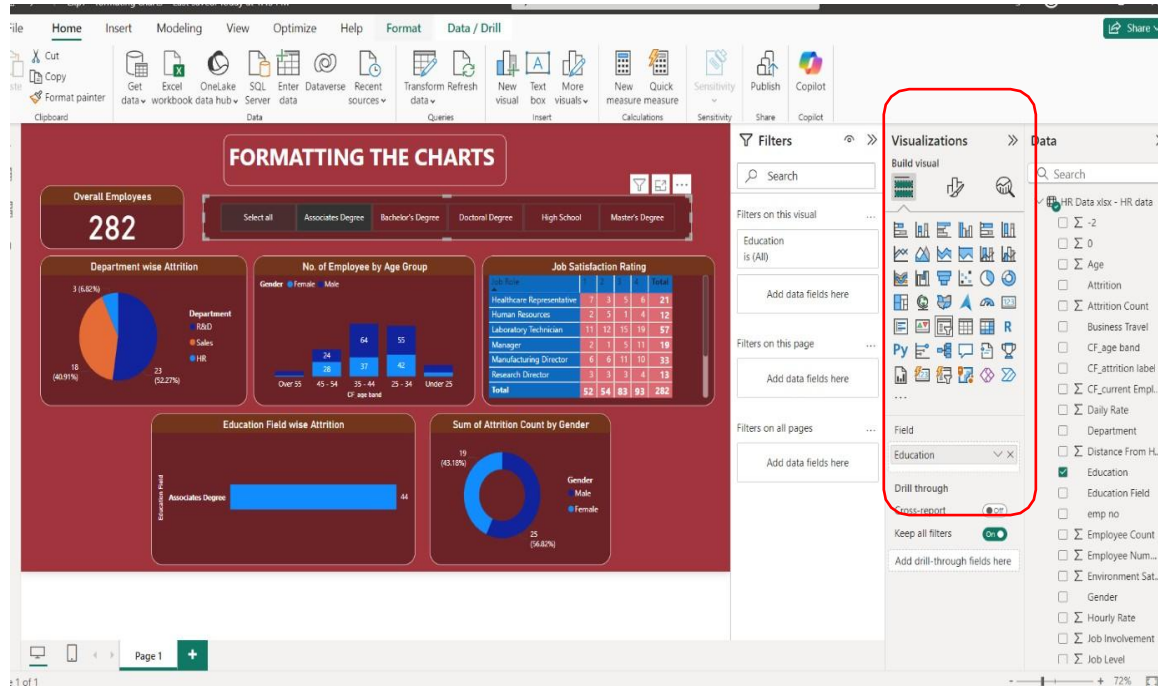 Home Insert Modeling View Optimize Help Format Data / Drill
Share
Cut
Copy
Format painter
Get data
Excel workbook
OneLake data hub
SQL Server
Enter data
Dataverse
Recent sources
Transform data
Refresh
New visual
Text box
More visuals
New measure
Quick measure
Sensitivity
Publish
Copilot
Clipboard
Data
Queries
Insert
Calculations
Sensitivity
Share
Copilot
FORMATTING THE CHARTS
Overall Employees
282
Select all Associates Degree Bachelor's Degree Doctoral Degree High School Master's Degree
Department wise Attrition
3 (6.82%)
18
(40.91%)
23
(52.27%)
Department
R&D
Sales
HR
No. of Employee by Age Group
Gender Female Male
24
28
64
37
55
42
Over 55 45 - 54 35 - 44 25 - 34 Under 25
CF age band
Job Satisfaction Rating
Job Role 1 2 3 4 Total
Healthcare Representative 7 3 5 6 21
Human Resources 2 5 1 4 12
Laboratory Technician 11 12 15 19 57
Manager 2 1 5 11 19
Manufacturing Director 6 6 11 10 33
Research Director 3 3 3 4 13
Total 52 54 83 93 282
Education Field wise Attrition
Education Field
Associates Degree
44
Sum of Attrition Count by Gender
19
(43.18%)
25
(56.82%)
Gender
Male
Female
Filters
Search
Filters on this visual ...
Education
is (All)
Add data fields here
Filters on this page ...
Add data fields here
Filters on all pages ...
Add data fields here
Visualizations
Build visual
123
R
Py
...
Field
Education
Drill through
Cross-report Off
Keep all filters On
Add drill-through fields here
Data
Search
HR Data xlsx - HR data
∑ -2
∑ 0
∑ Age
Attrition
∑ Attrition Count
Business Travel
CF_age band
CF_attrition label
∑ CF_current Empl...
∑ Daily Rate
Department
∑ Distance From H...
Education
Education Field
emp no
∑ Employee Count
∑ Employee Num...
∑ Environment Sat...
Gender
∑ Hourly Rate
∑ Job Involvement
∑ Job Level
Page 1
1 of 1
- + 72%